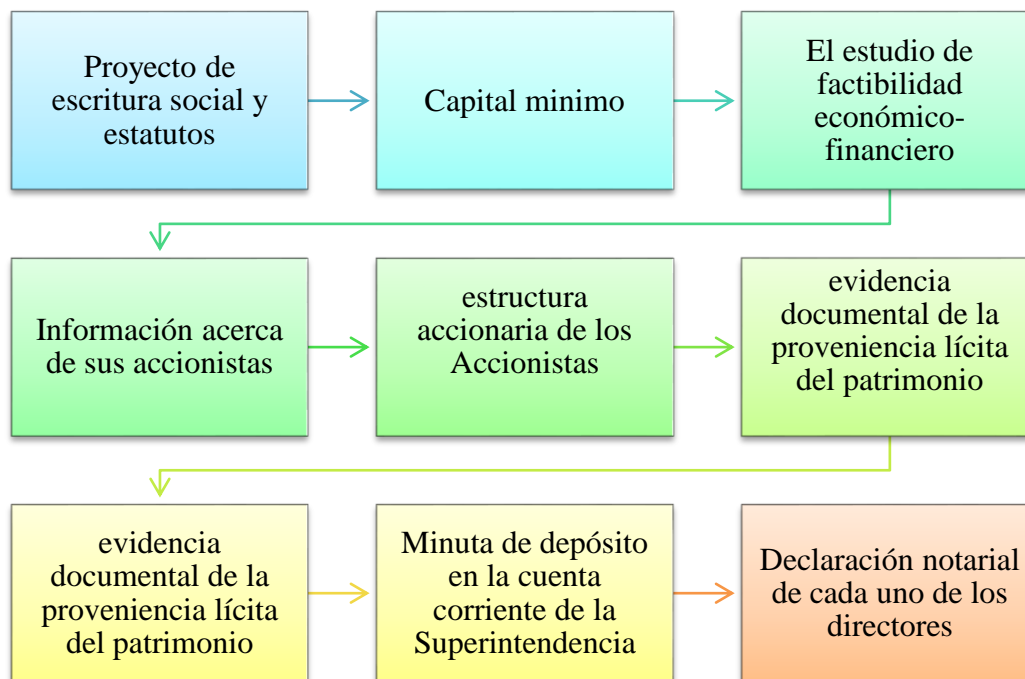 Proyecto de
escritura social y
estatutos
Capital minimo
El estudio de
factibilidad
económico-
financiero
Información acerca
de sus accionistas
estructura
accionaria de los
Accionistas
evidencia
documental de la
proveniencia lícita
del patrimonio
evidencia
documental de la
proveniencia lícita
del patrimonio
Minuta de depósito
en la cuenta
corriente de la
Superintendencia
Declaración notarial
de cada uno de los
directores